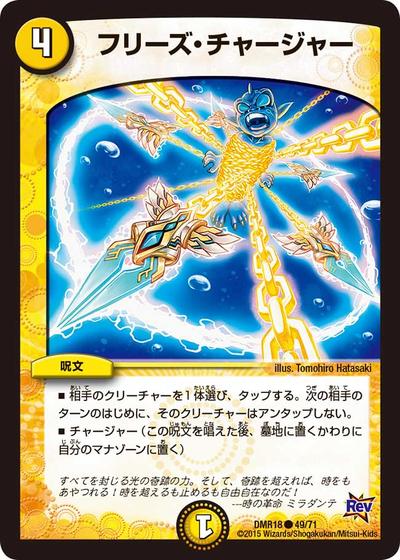 4
フリーズ・チャージャー
呪文
illus. Tomohiro Hatasaki
■ 相手のクリーチャーを1体選び、タップする。次の相手の
ターンのはじめに、そのクリーチャーはアンタップしない。
■ チャージャー(この呪文を唱えた後、墓地に置くかわりに
自分のマナゾーンに置く)
すべてを封じる光の奇跡の力。そして、奇跡を超えれば、時をも
あやつれる！時を超えるも止めるも自由自在なのだ！
---時の革命 ミラダンテ
Rev
1
DMR18 ● 49/71
©2015 Wizards/Shogakukan/Mitsui-Kids